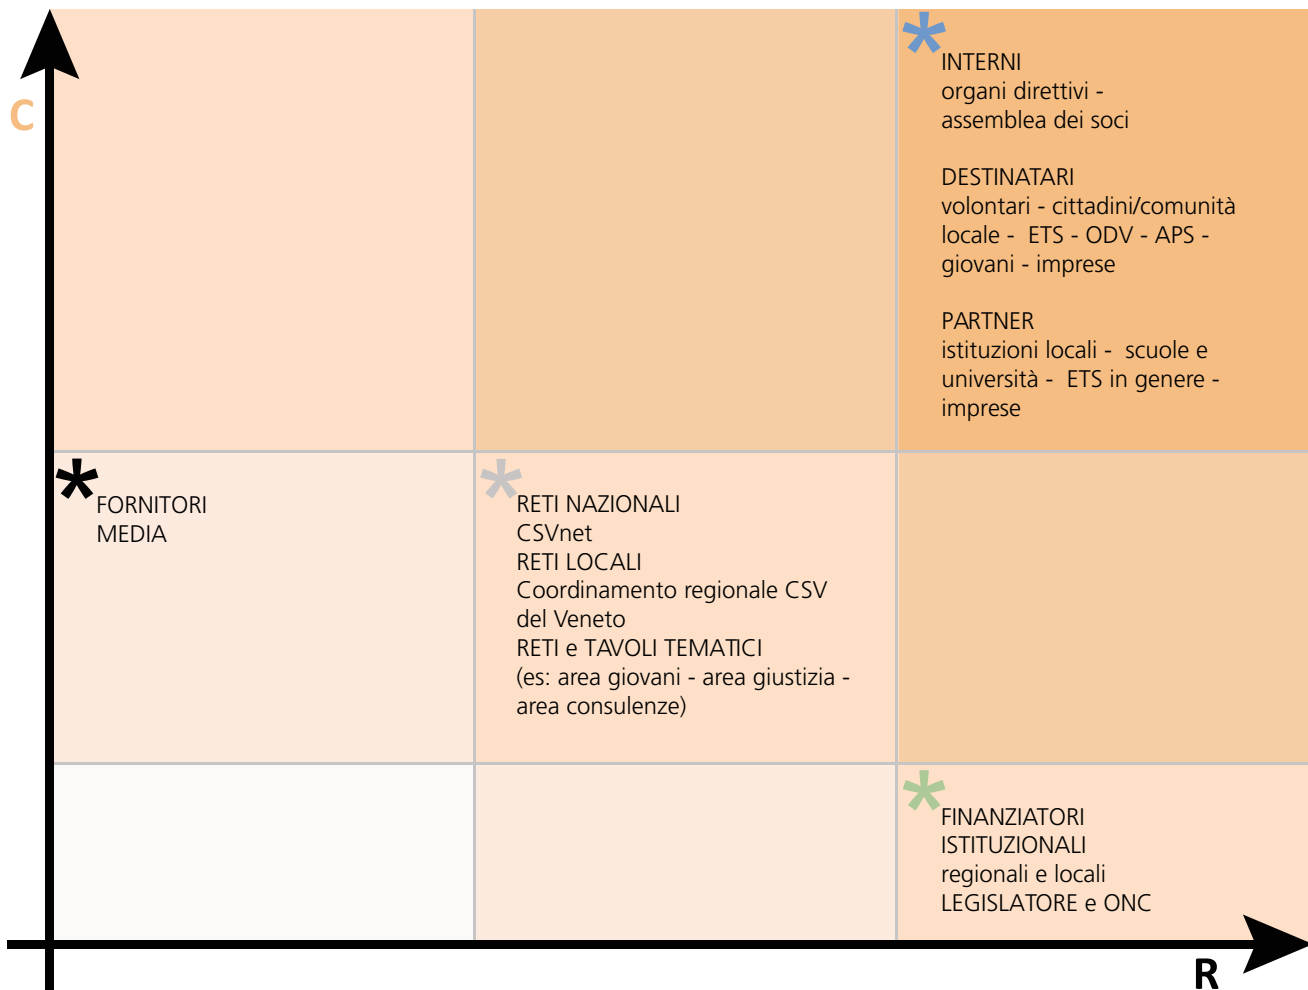 C
*
INTERNI
organi direttivi -
assemblea dei soci
DESTINATARI
volontari - cittadini/comunità
locale - ETS - ODV - APS -
giovani - imprese
PARTNER
istituzioni locali - scuole e
università - ETS in genere -
imprese
*
FORNITORI
MEDIA
*
RETI NAZIONALI
CSVnet
RETI LOCALI
Coordinamento regionale CSV
del Veneto
RETI e TAVOLI TEMATICI
(es: area giovani - area giustizia -
area consulenze)
*
FINANZIATORI
ISTITUZIONALI
regionali e locali
LEGISLATORE e ONC
R